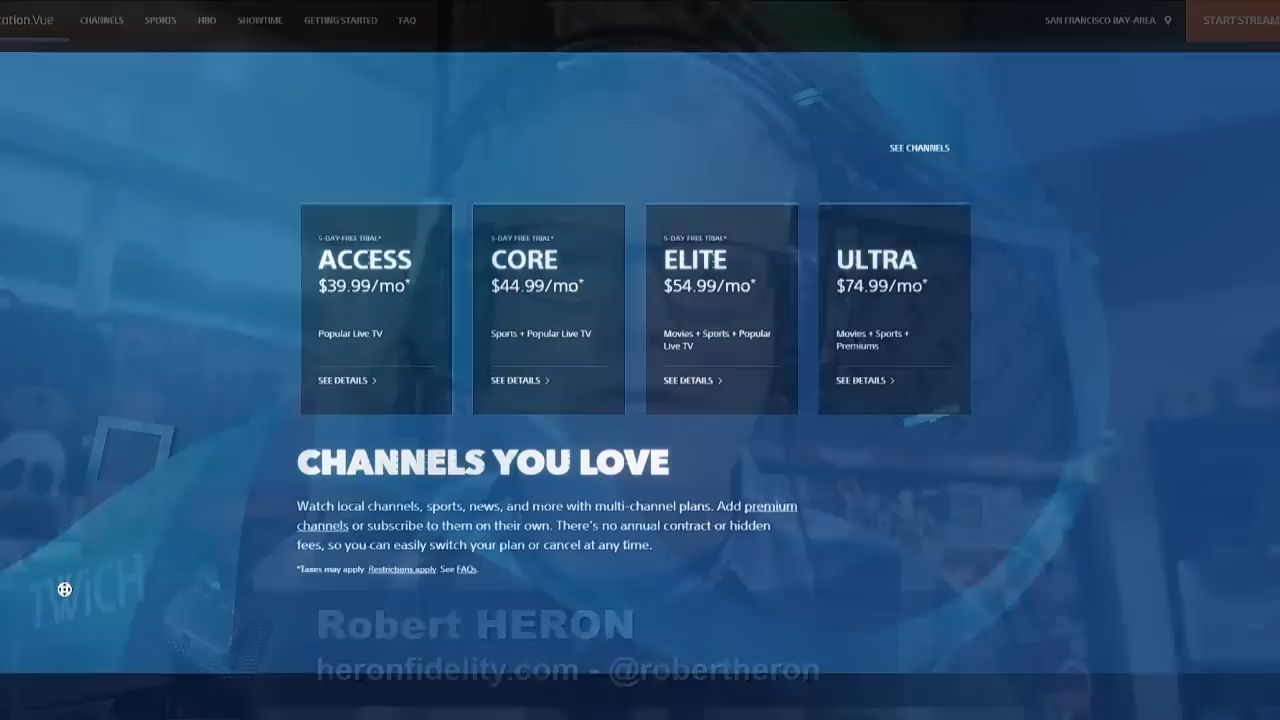 tation.Vue CHANNELS SPORTS HBO SHOWTIME GETTING STARTED FAQ SAN FRANCISCO BAY-AREA START STREAM
SEE CHANNELS
5-DAY FREE TRIAL*
ACCESS
$39.99/mo*
Popular Live TV
SEE DETAILS >
5-DAY FREE TRIAL*
CORE
$44.99/mo*
Sports + Popular Live TV
SEE DETAILS >
5-DAY FREE TRIAL*
ELITE
$54.99/mo*
Movies + Sports + Popular
Live TV
SEE DETAILS >
ULTRA
$74.99/mo*
Movies + Sports +
Premiums
SEE DETAILS >
CHANNELS YOU LOVE
Watch local channels, sports, news, and more with multi-channel plans. Add premium
channels or subscribe to them on their own. There's no annual contract or hidden
fees, so you can easily switch your plan or cancel at any time.
*Taxes may apply. Restrictions apply. See FAQs.
TWiCH
Robert HERON
heronfidelity.com - @robertheron